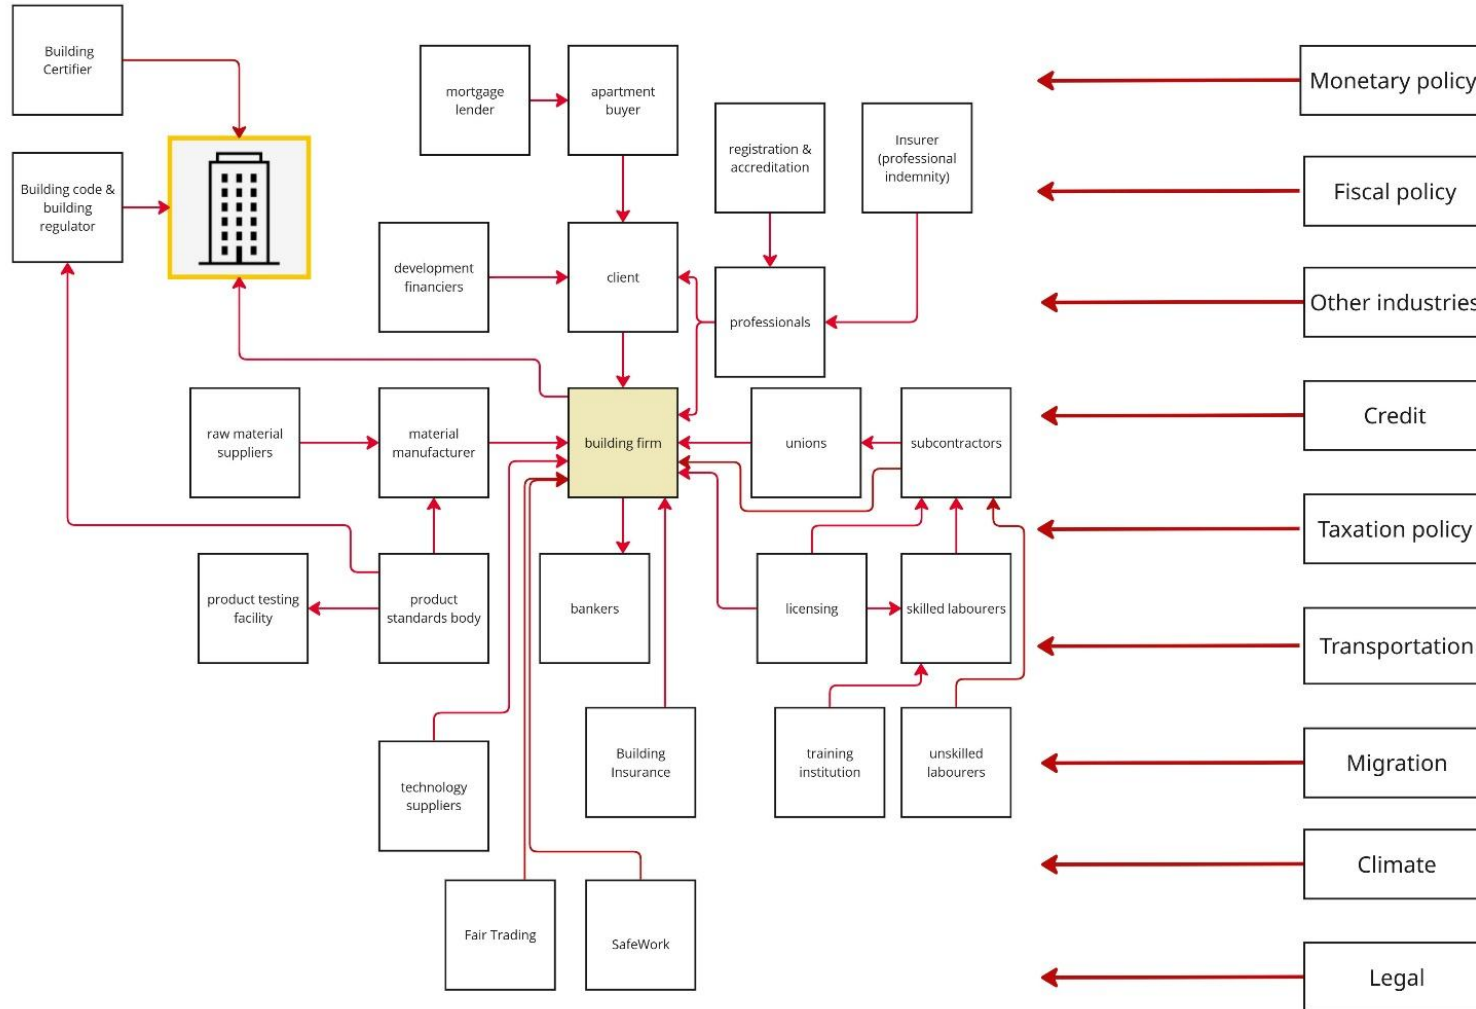 Building
Certifier
mortgage
lender
apartment
buyer
Monetary policy
registration &
accreditation
Insurer
(professional
indemnity)
Building code &
building
regulator
Fiscal policy
development
financiers
client
professionals
Other industries
raw material
suppliers
material
manufacturer
building firm
unions
subcontractors
Credit
Taxation policy
product testing
facility
product
standards body
bankers
licensing
skilled labourers
Transportation
technology
suppliers
Building
Insurance
training
institution
unskilled
labourers
Migration
Climate
Fair Trading
SafeWork
Legal